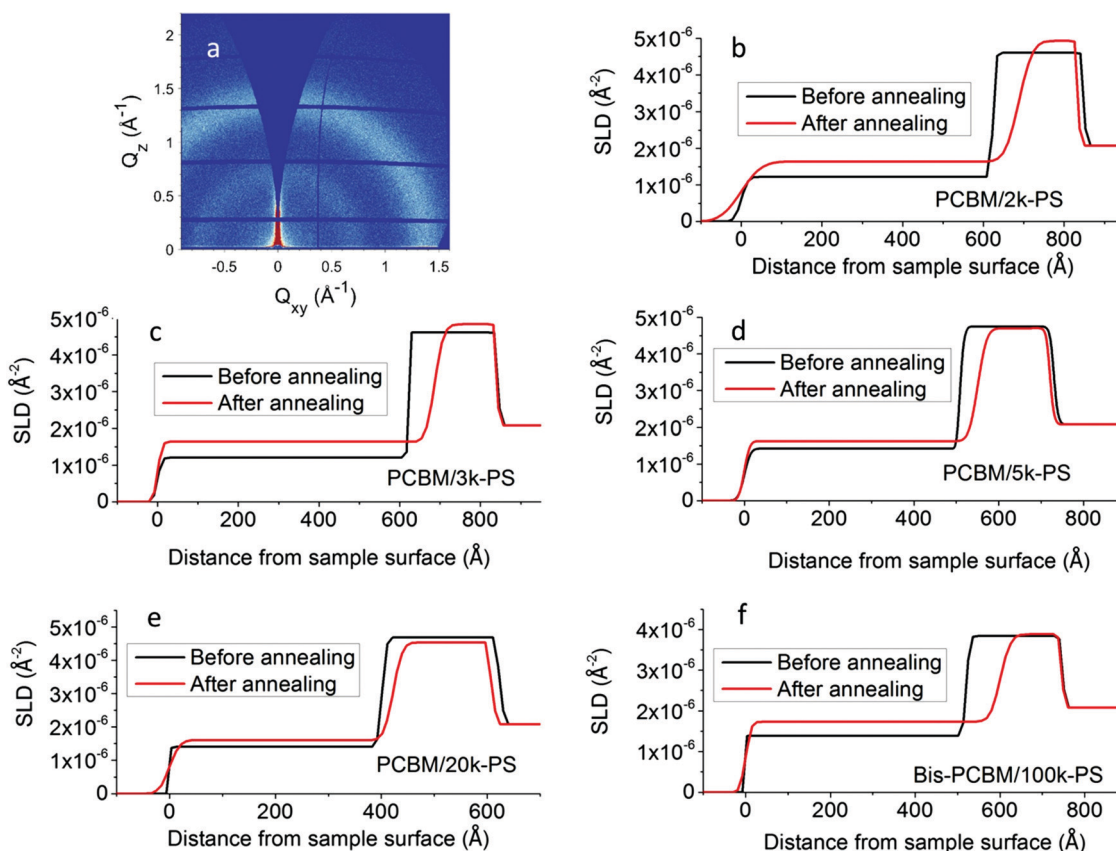 a
2
1.5
1
0.5
0
Q_z (Å⁻¹)
-0.5 0 0.5 1 1.5
Q_xy (Å⁻¹)
b
5x10⁻⁶
4x10⁻⁶
3x10⁻⁶
2x10⁻⁶
1x10⁻⁶
0
SLD (Å⁻²)
Before annealing
After annealing
PCBM/2k-PS
0 200 400 600 800
Distance from sample surface (Å)
c
5x10⁻⁶
4x10⁻⁶
3x10⁻⁶
2x10⁻⁶
1x10⁻⁶
0
SLD (Å⁻²)
Before annealing
After annealing
PCBM/3k-PS
0 200 400 600 800
Distance from sample surface (Å)
d
5x10⁻⁶
4x10⁻⁶
3x10⁻⁶
2x10⁻⁶
1x10⁻⁶
0
SLD (Å⁻²)
Before annealing
After annealing
PCBM/5k-PS
0 200 400 600 800
Distance from sample surface (Å)
e
5x10⁻⁶
4x10⁻⁶
3x10⁻⁶
2x10⁻⁶
1x10⁻⁶
0
SLD (Å⁻²)
Before annealing
After annealing
PCBM/20k-PS
0 200 400 600
Distance from sample surface (Å)
f
5x10⁻⁶
4x10⁻⁶
3x10⁻⁶
2x10⁻⁶
1x10⁻⁶
0
SLD (Å⁻²)
Before annealing
After annealing
Bis-PCBM/100k-PS
0 200 400 600 800
Distance from sample surface (Å)